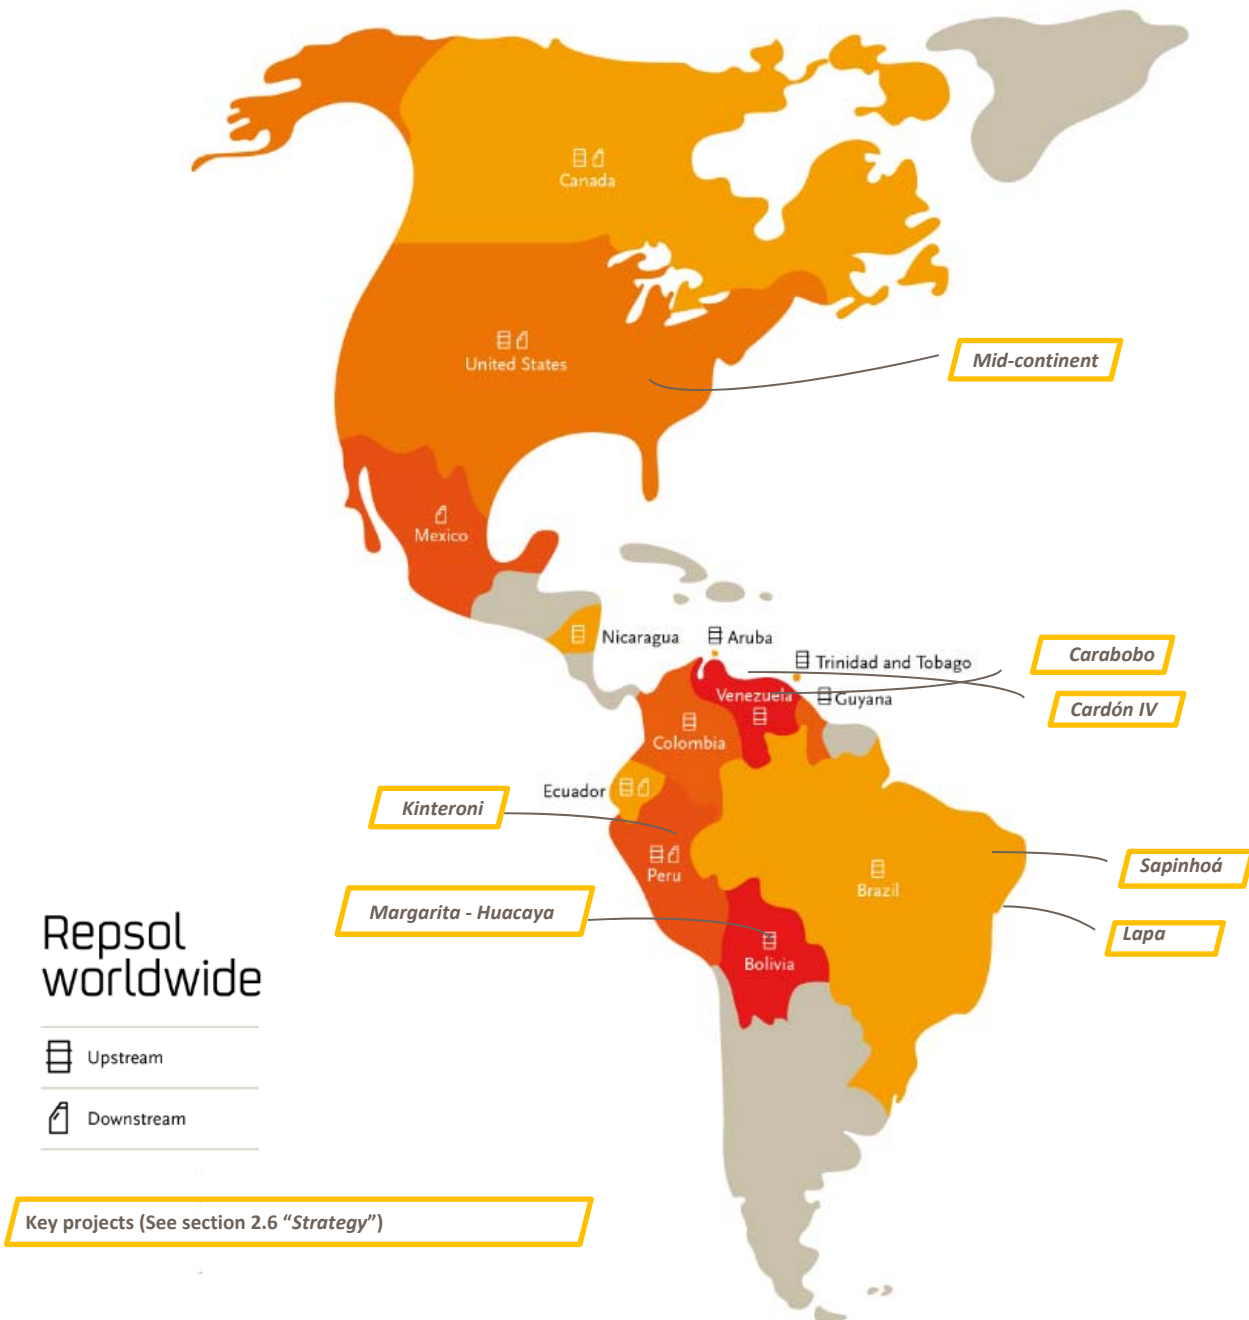 Canada
Mid-continent
United States
Mexico
Nicaragua
Aruba
Carabobo
Trinidad and Tobago
Venezuela
Guyana
Cardón IV
Colombia
Ecuador
Kinteroni
Sapinhoá
Peru
Brazil
Margarita - Huacaya
Lapa
Bolivia
Repsol
worldwide
Upstream
Downstream
Key projects (See section 2.6 “Strategy”)